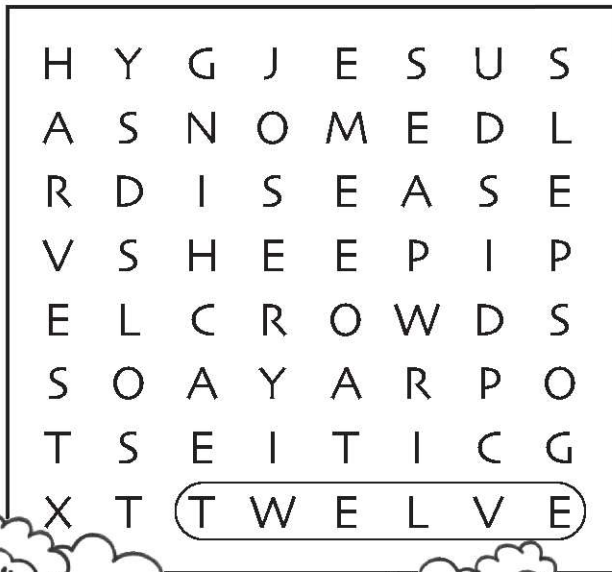 H Y G J E S U S
A S N O M E D L
R D I S E A S E
V S H E E P I P
E L C R O W D S
S O A Y A R P O
T S E I T I C G
X T T W E L V E